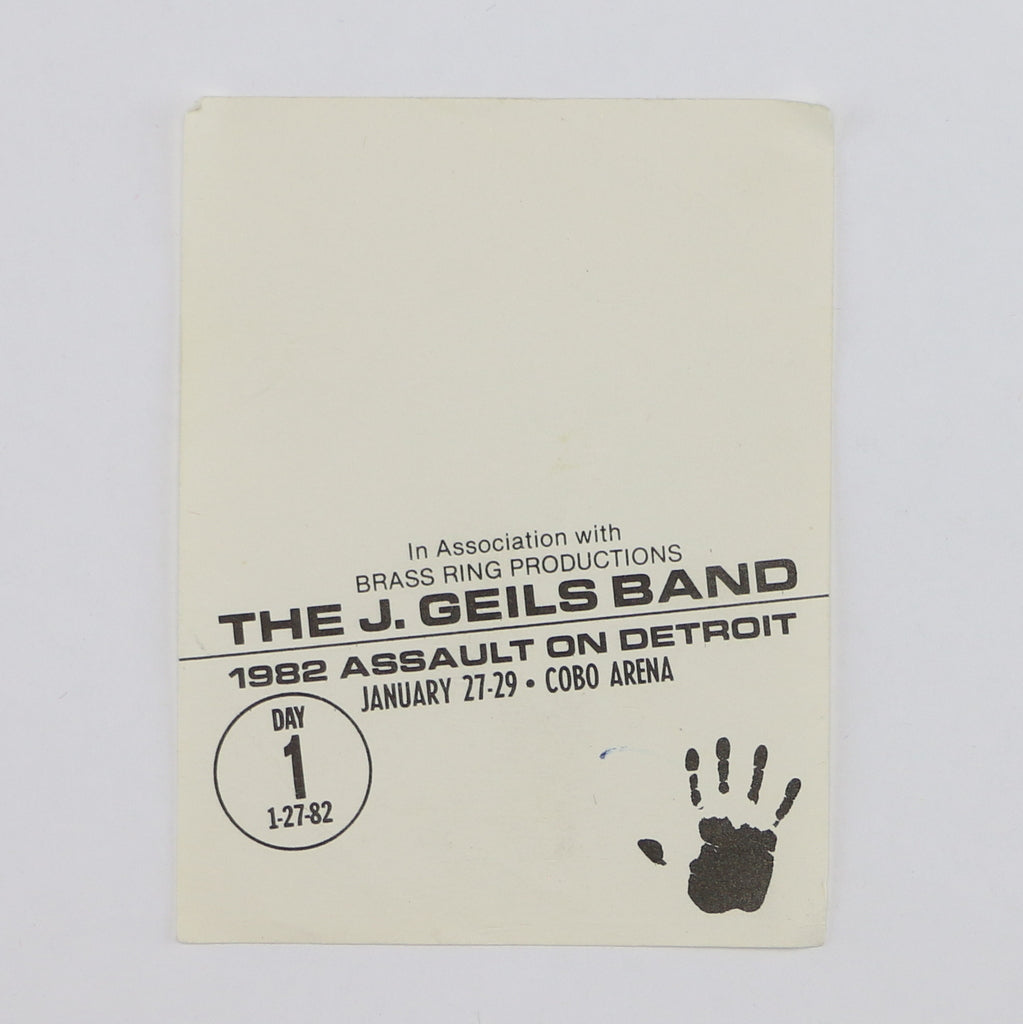 In Association with
BRASS RING PRODUCTIONS
THE J. GEILS BAND
1982 ASSAULT ON DETROIT
JANUARY 27-29 • COBO ARENA
DAY
1
1-27-82